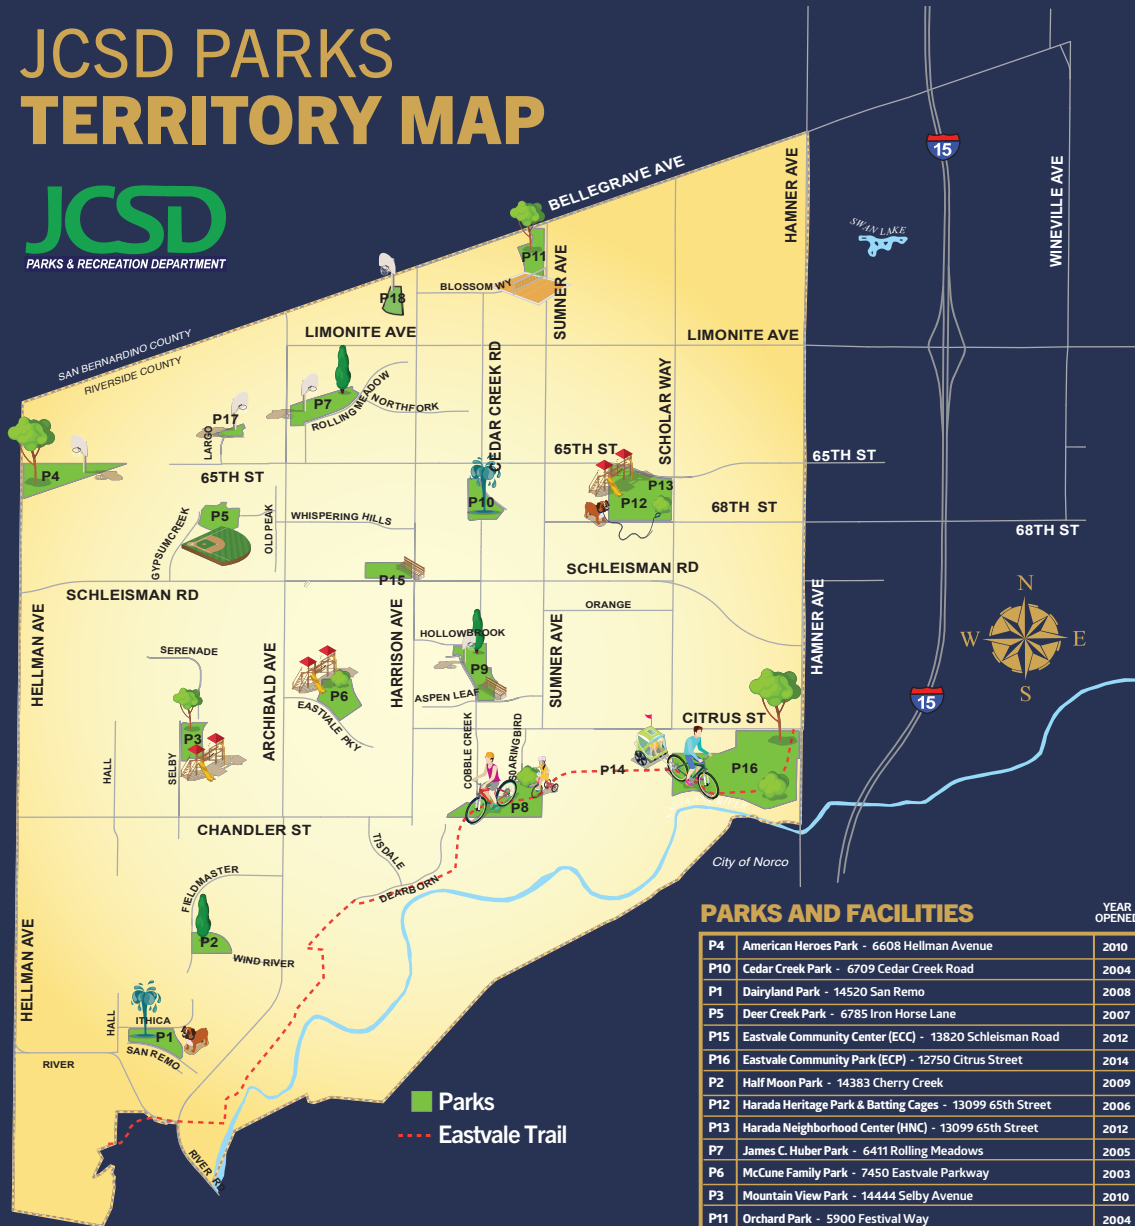 JCSD PARKS
TERRITORY MAP
JCSD
PARKS & RECREATION DEPARTMENT
BELLEGRAVE AVE
HAMNER AVE
15
WINEVILLE AVE
SWAN LAKE
P11
SUMNER AVE
BLOSSOM WY
P18
LIMONITE AVE
LIMONITE AVE
SAN BERNARDINO COUNTY
RIVERSIDE COUNTY
CEDAR CREEK RD
SCHOLAR WAY
P7
ROLLING MEADOW
NORTHFORK
P17
LARGO
65TH ST
65TH ST
65TH ST
P4
P10
P13
P12
68TH ST
68TH ST
P5
GYPSUMCREEK
OLD PEAK
WHISPERING HILLS
P15
SCHLEISMAN RD
SCHLEISMAN RD
ORANGE
HELLMAN AVE
HARRISON AVE
HAMNER AVE
N
W
E
S
HOLLOWBROOK
SERENADE
ARCHIBALD AVE
SUMNER AVE
P9
P6
ASPEN LEAF
EASTVALE PKY
15
CITRUS ST
P3
HALL
SELBY
COBBLE CREEK
SOARINGBIRD
P14
P16
P8
CHANDLER ST
TISDALE
City of Norco
FIELDMASTER
DEARBORN
P2
WIND RIVER
HELLMAN AVE
HALL
ITHICA
P1
SAN REMO
RIVER
RIVER RD
Parks
Eastvale Trail
PARKS AND FACILITIES
YEAR
OPENED
P4 American Heroes Park - 6608 Hellman Avenue 2010
P10 Cedar Creek Park - 6709 Cedar Creek Road 2004
P1 Dairyland Park - 14520 San Remo 2008
P5 Deer Creek Park - 6785 Iron Horse Lane 2007
P15 Eastvale Community Center (ECC) - 13820 Schleisman Road 2012
P16 Eastvale Community Park (ECP) - 12750 Citrus Street 2014
P2 Half Moon Park - 14383 Cherry Creek 2009
P12 Harada Heritage Park & Batting Cages - 13099 65th Street 2006
P13 Harada Neighborhood Center (HNC) - 13099 65th Street 2012
P7 James C. Huber Park - 6411 Rolling Meadows 2005
P6 McCune Family Park - 7450 Eastvale Parkway 2003
P3 Mountain View Park - 14444 Selby Avenue 2010
P11 Orchard Park - 5900 Festival Way 2004